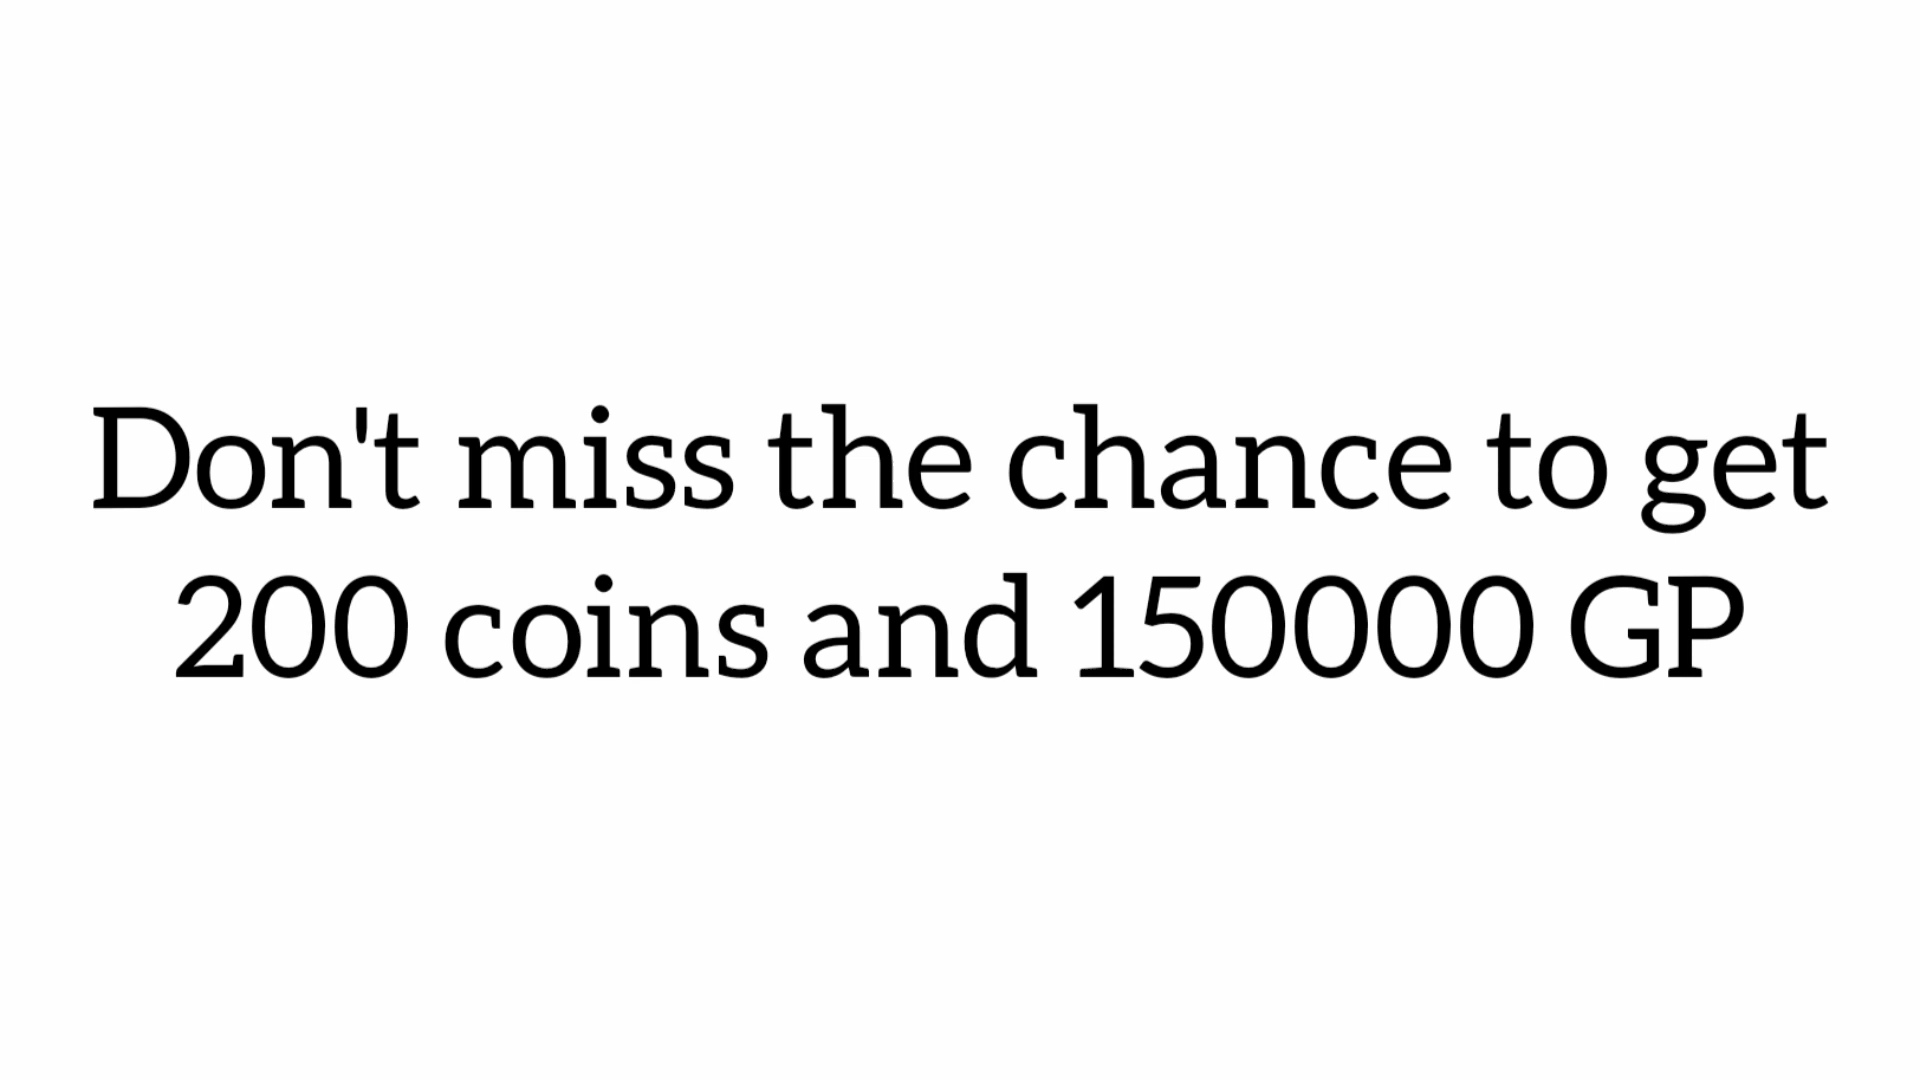 Don't miss the chance to get
200 coins and 150000 GP